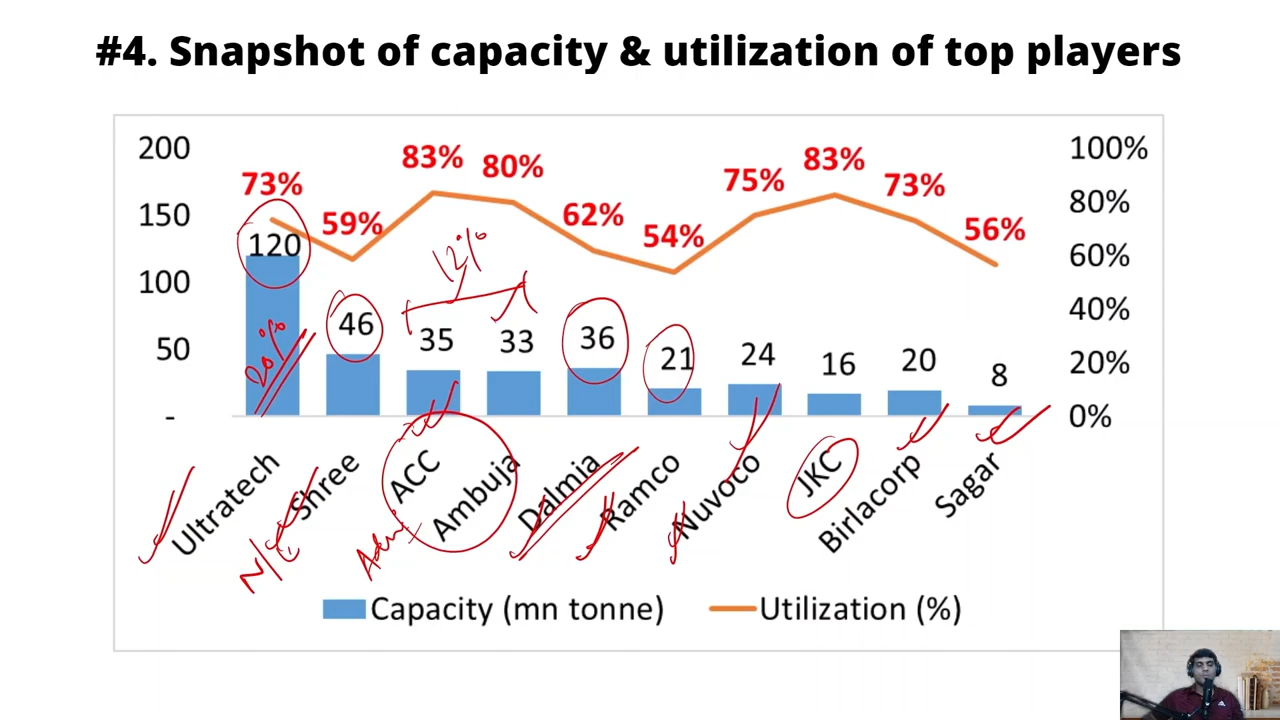 #4. Snapshot of capacity & utilization of top players
200
150
100
50
-
100%
80%
60%
40%
20%
0%
73%
59%
83%
80%
62%
54%
75%
83%
73%
56%
120
46
35
33
36
21
24
16
20
8
20%
12%
Ultratech
Shree
ACC
Ambuja
Dalmia
Ramco
Nuvoco
JKC
Birlacorp
Sagar
Capacity (mn tonne)
Utilization (%)